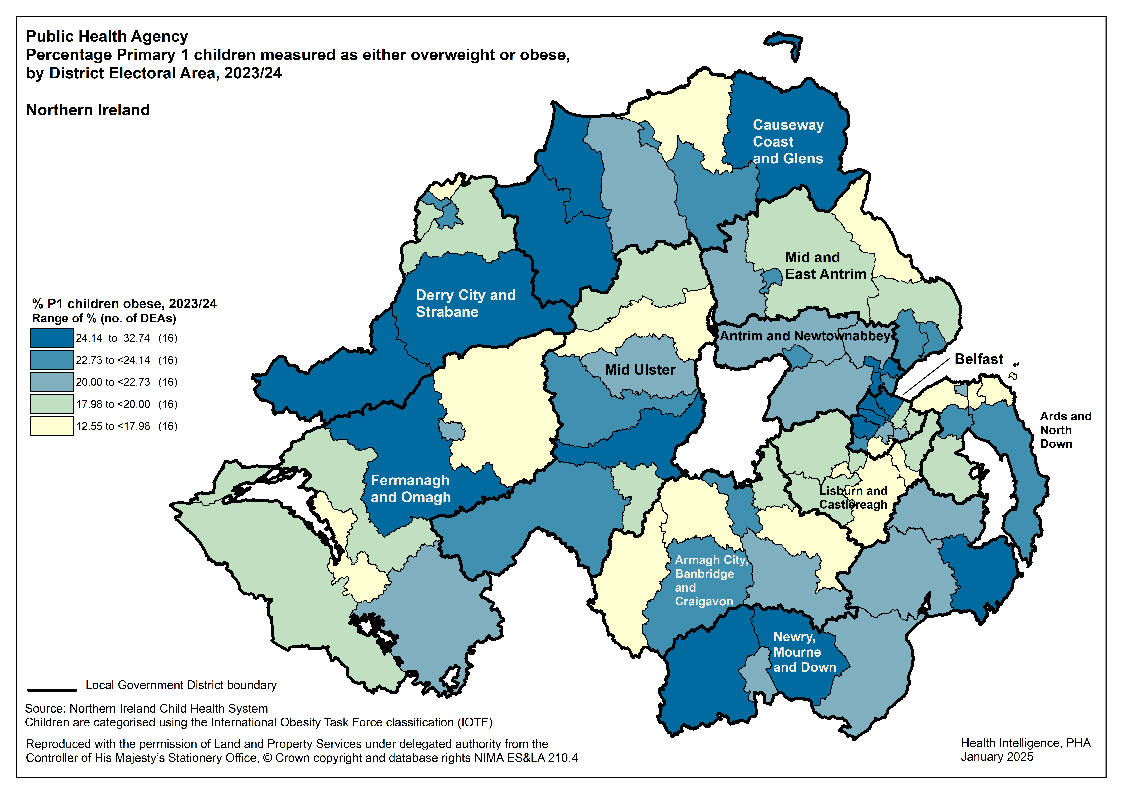 Public Health Agency
Percentage Primary 1 children measured as either overweight or obese,
by District Electoral Area, 2023/24
Northern Ireland
Causeway
Coast
and Glens
Mid and
East Antrim
Derry City and
Strabane
% P1 children obese, 2023/24
Range of % (no. of DEAs)
24.14 to 32.74 (16)
22.73 to <24.14 (16)
20.00 to <22.73 (16)
17.98 to <20.00 (16)
12.55 to <17.98 (16)
Antrim and Newtownabbey
Belfast
Mid Ulster
Ards and
North
Down
Fermanagh
and Omagh
Lisburn and
Castlereagh
Armagh City,
Banbridge
and
Craigavon
Newry,
Mourne
and Down
Local Government District boundary
Source: Northern Ireland Child Health System
Children are categorised using the International Obesity Task Force classification (IOTF)
Reproduced with the permission of Land and Property Services under delegated authority from the
Controller of His Majesty's Stationery Office, © Crown copyright and database rights NIMA ES&LA 210.4
Health Intelligence, PHA
January 2025